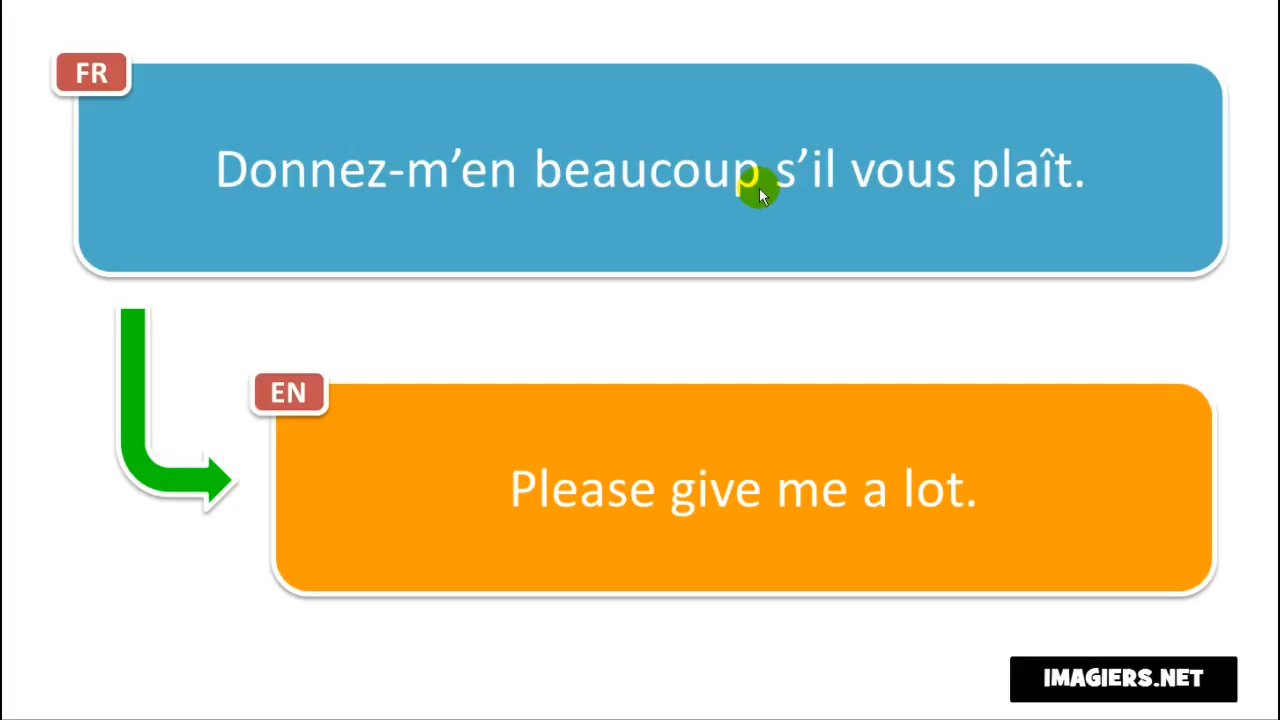 FR
Donnez-m’en beaucoup s’il vous plaît.
EN
Please give me a lot.
IMAGIERS.NET